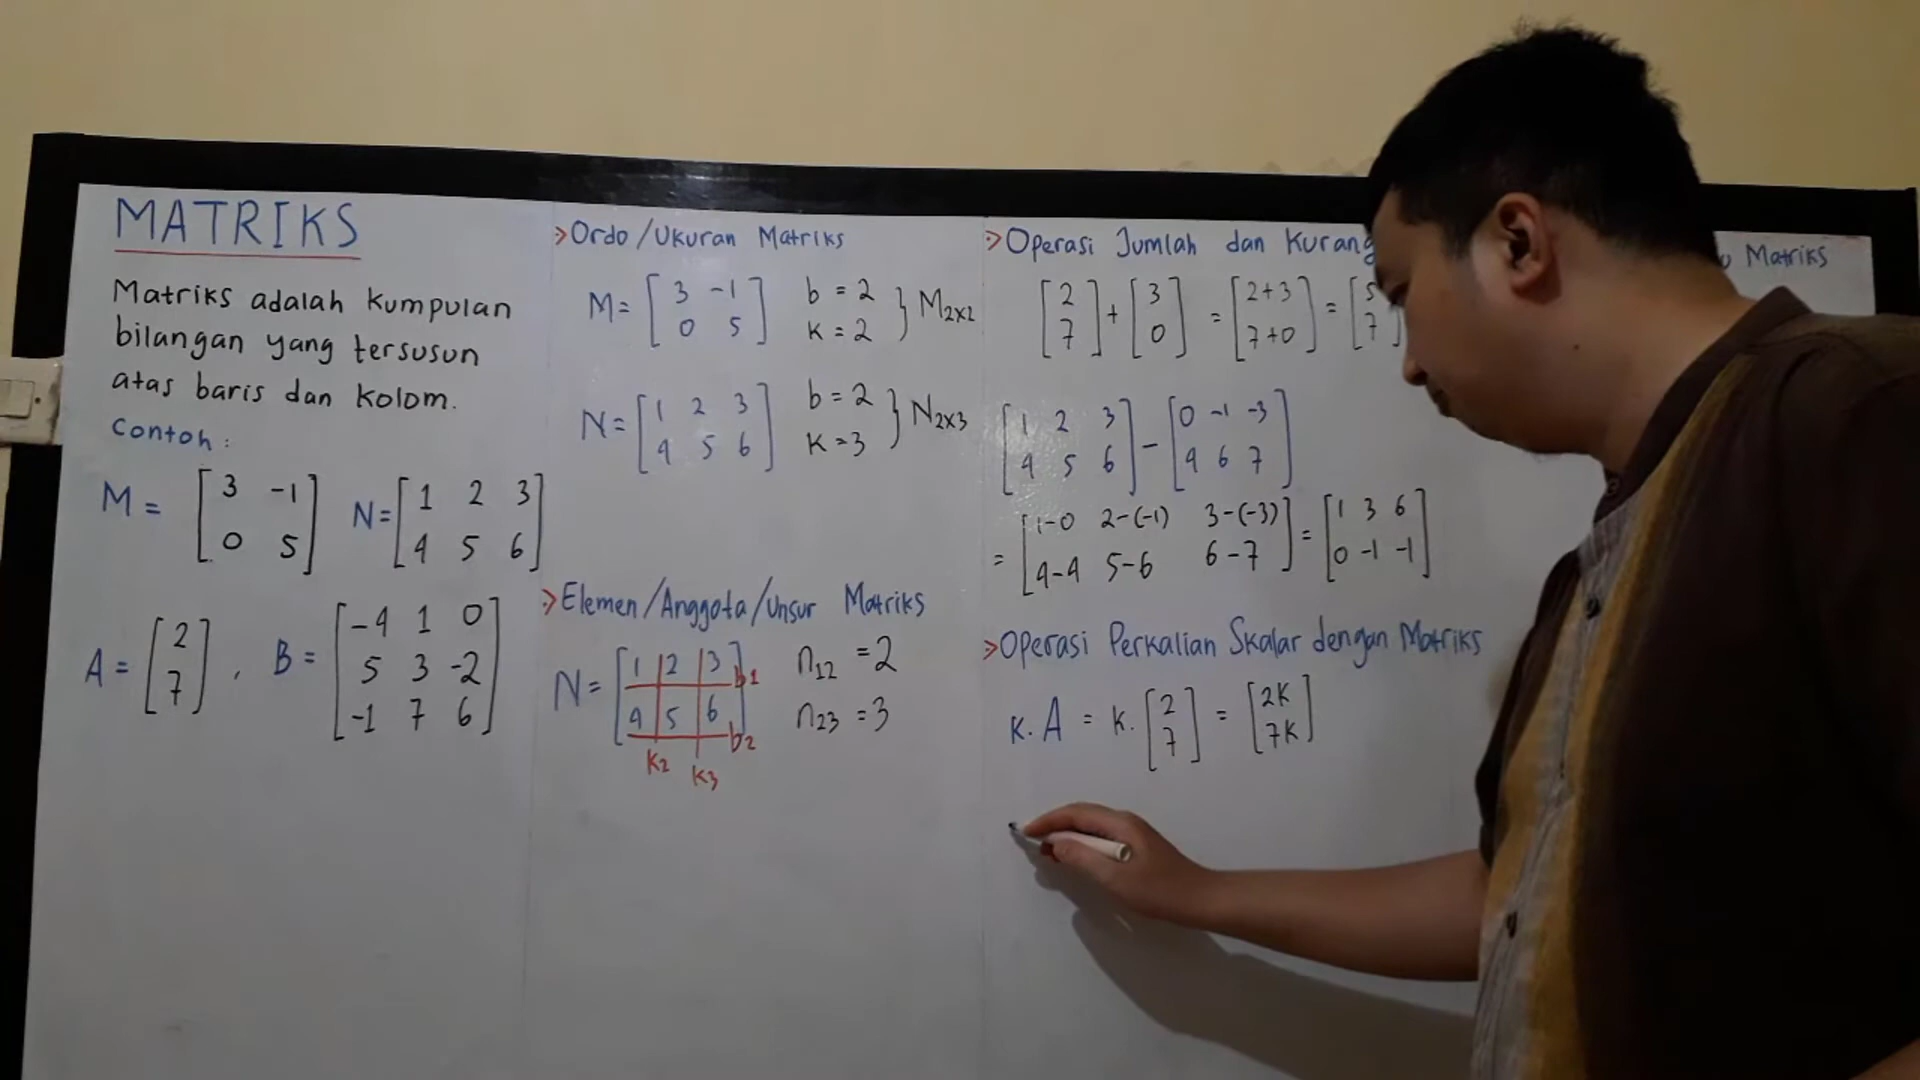 MATRIKS
Matriks adalah kumpulan
bilangan yang tersusun
atas baris dan kolom.
Contoh :
M = [3 -1
0 5]
N = [1 2 3
4 5 6]
A = [2
7] ,
B = [-4 1 0
5 3 -2
-1 7 6]
> Ordo/Ukuran Matriks
M = [3 -1
0 5]
b = 2
k = 2
} M2x2
N = [1 2 3
4 5 6]
b = 2
k = 3
} N2x3
> Elemen/Anggota/Unsur Matriks
N = [1 2 3
4 5 6]
b1
b2
k2
k3
n12 = 2
n23 = 3
> Operasi Jumlah dan Kurang
[2
7] + [3
0] = [2+3
7+0] = [5
7]
[1 2 3
4 5 6] - [0 -1 -3
4 6 7]
= [1-0 2-(-1) 3-(-3)
4-4 5-6 6-7] = [1 3 6
0 -1 -1]
> Operasi Perkalian Skalar dengan Matriks
k. A = k. [2
7] = [2k
7k]
Matriks